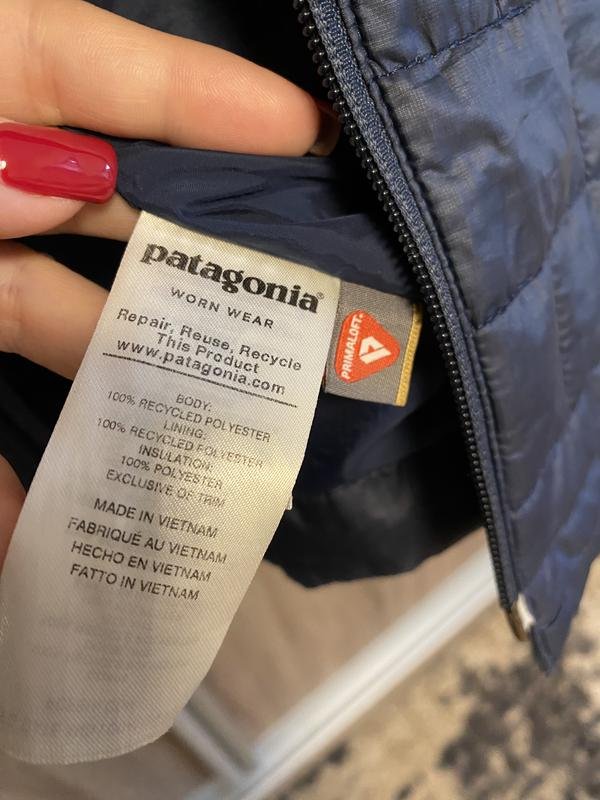 patagonia®
WORN WEAR
Repair, Reuse, Recycle
This Product
www.patagonia.com
BODY:
100% RECYCLED POLYESTER
LINING:
100% RECYCLED POLYESTER
INSULATION:
100% POLYESTER
EXCLUSIVE OF TRIM
MADE IN VIETNAM
FABRIQUÉ AU VIETNAM
HECHO EN VIETNAM
FATTO IN VIETNAM
PRIMALOFT®